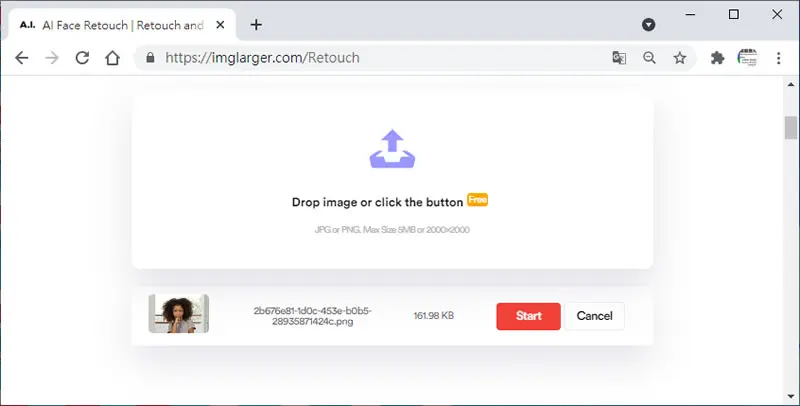 A.I. AI Face Retouch | Retouch and
https://imglarger.com/Retouch
Drop image or click the button Free
JPG or PNG. Max Size 5MB or 2000×2000
2b676e81-1d0c-453e-b0b5-
28935871424c.png
161.98 KB
Start
Cancel